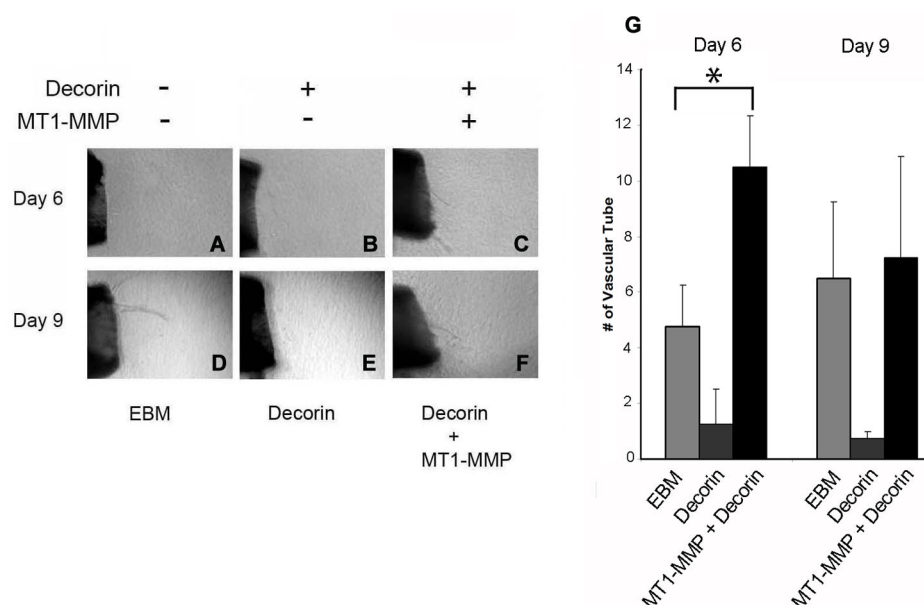 Decorin - + +
MT1-MMP - - +
Day 6
A
B
C
Day 9
D
E
F
EBM
Decorin
Decorin
+
MT1-MMP
G
Day 6 Day 9
# of Vascular Tube
14
12
10
8
6
4
2
0
*
EBM
Decorin
MT1-MMP + Decorin
EBM
Decorin
MT1-MMP + Decorin